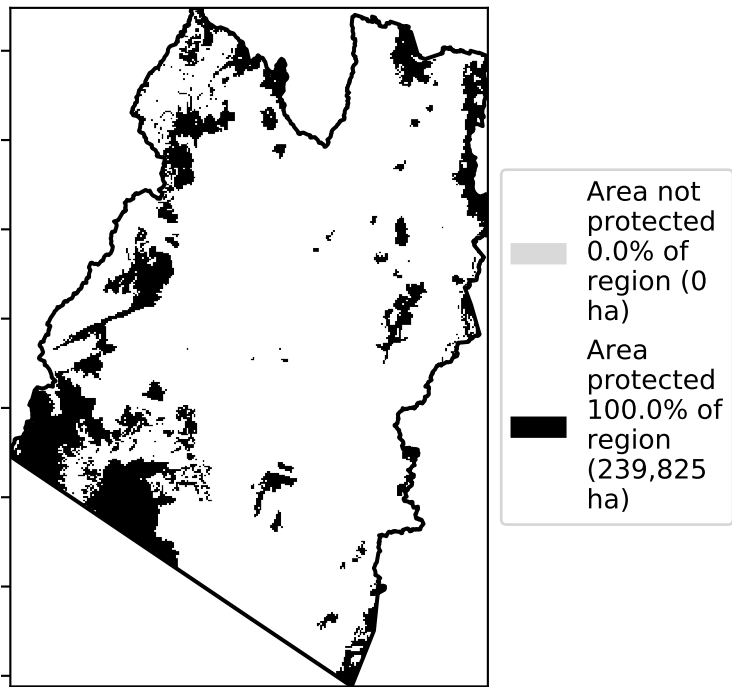 Area not
protected
0.0% of
region (0
ha)
Area
protected
100.0% of
region
(239,825
ha)